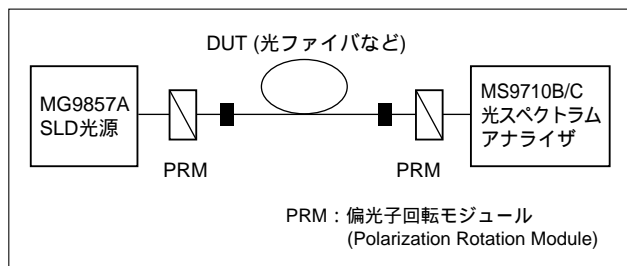 DUT (光ファイバなど)
MG9857A
SLD光源
MS9710B/C
光スペクトラム
アナライザ
PRM
PRM
PRM：偏光子回転モジュール
(Polarization Rotation Module)